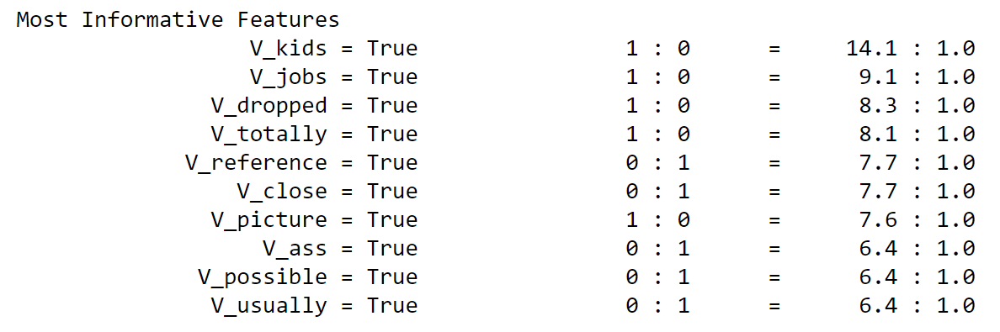 Most Informative Features
V_kids = True 1 : 0 = 14.1 : 1.0
V_jobs = True 1 : 0 = 9.1 : 1.0
V_dropped = True 1 : 0 = 8.3 : 1.0
V_totally = True 1 : 0 = 8.1 : 1.0
V_reference = True 0 : 1 = 7.7 : 1.0
V_close = True 0 : 1 = 7.7 : 1.0
V_picture = True 1 : 0 = 7.6 : 1.0
V_ass = True 0 : 1 = 6.4 : 1.0
V_possible = True 0 : 1 = 6.4 : 1.0
V_usually = True 0 : 1 = 6.4 : 1.0